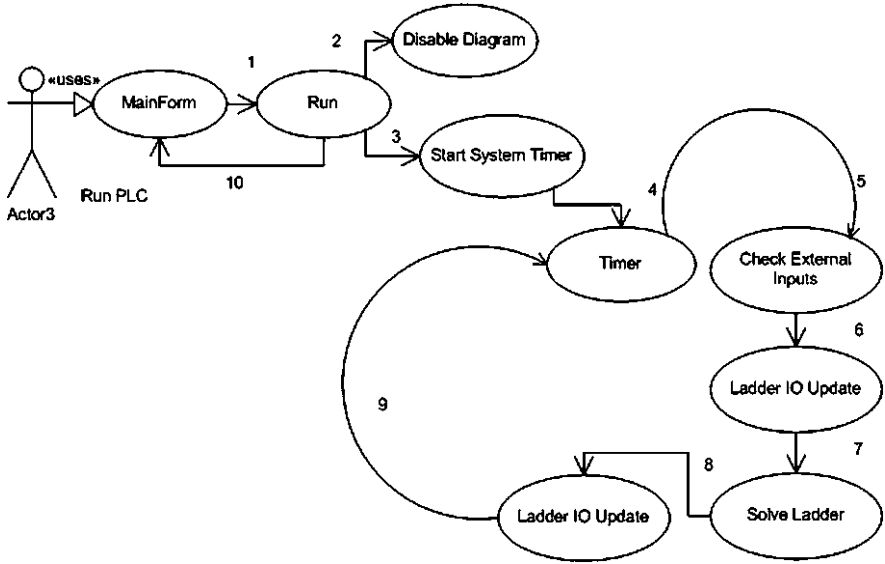 2
Disable Diagram
1
«uses»
MainForm
Run
3
Start System Timer
10
Run PLC
Actor3
4
5
Timer
Check External
Inputs
6
Ladder IO Update
9
7
8
Ladder IO Update
Solve Ladder